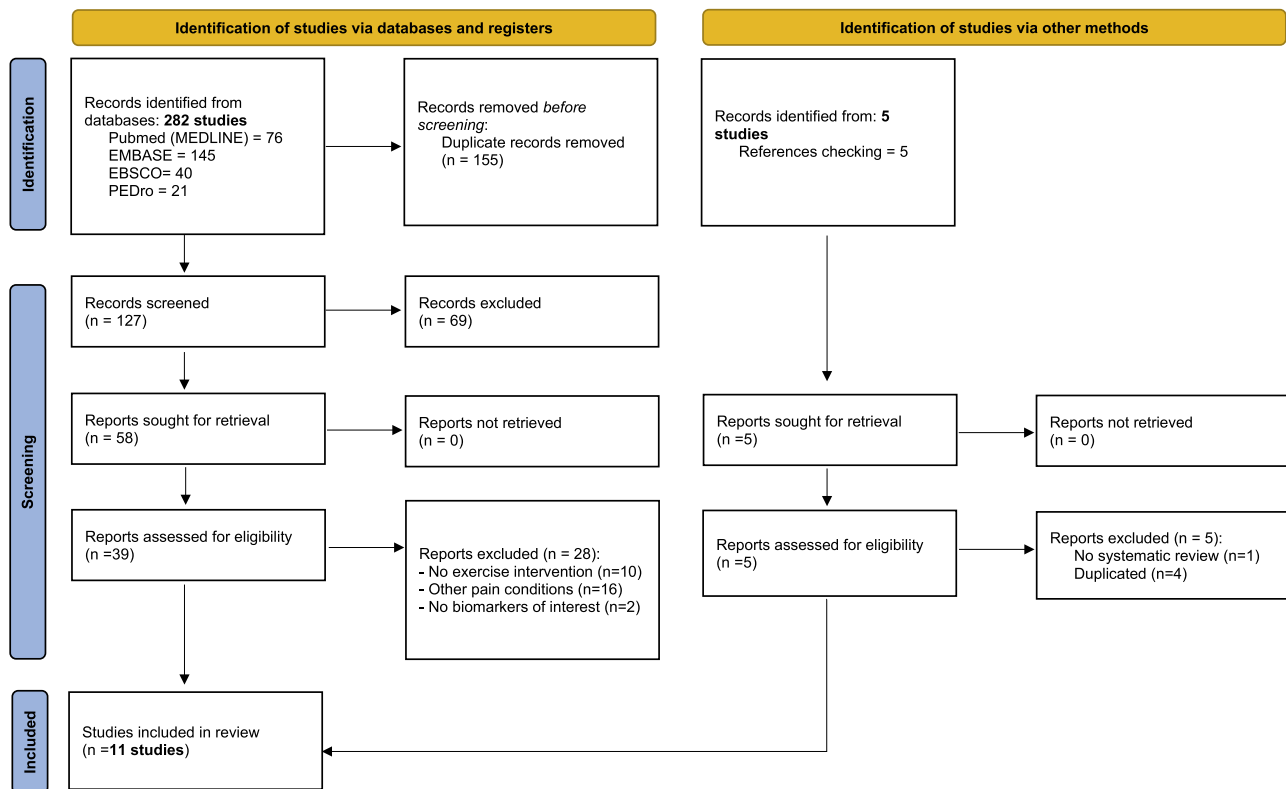 Identification of studies via databases and registers
Identification of studies via other methods
Identification
Records identified from
databases: 282 studies
Pubmed (MEDLINE) = 76
EMBASE = 145
EBSCO= 40
PEDro = 21
Records removed before
screening:
Duplicate records removed
(n = 155)
Records identified from: 5
studies
References checking = 5
Screening
Records screened
(n = 127)
Records excluded
(n = 69)
Reports sought for retrieval
(n = 58)
Reports not retrieved
(n = 0)
Reports sought for retrieval
(n =5)
Reports not retrieved
(n = 0)
Reports assessed for eligibility
(n =39)
Reports excluded (n = 28):
- No exercise intervention (n=10)
- Other pain conditions (n=16)
- No biomarkers of interest (n=2)
Reports assessed for eligibility
(n =5)
Reports excluded (n = 5):
No systematic review (n=1)
Duplicated (n=4)
Included
Studies included in review
(n =11 studies)